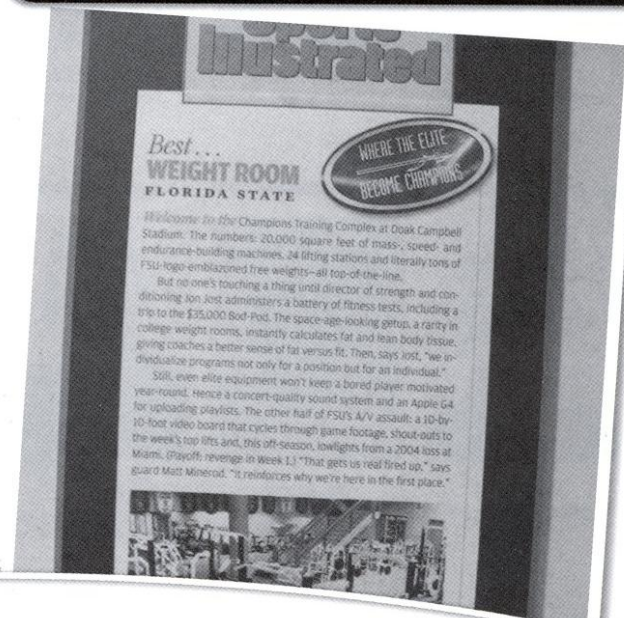 Sports
Illustrated
Best...
WEIGHT ROOM
FLORIDA STATE
WHERE THE ELITE
BECOME CHAMPIONS
Welcome to the Champions Training Complex at Doak Campbell
Stadium. The numbers: 20,000 square feet of mass-, speed- and
endurance-building machines, 24 lifting stations and literally tons of
FSU-logo-emblazoned free weights—all top-of-the-line.
But no one's touching a thing until director of strength and con-
ditioning Jon Jost administers a battery of fitness tests, including a
trip to the $35,000 Bod-Pod. The space-age-looking getup, a rarity in
college weight rooms, instantly calculates fat and lean body tissue,
giving coaches a better sense of fat versus fit. Then, says Jost, "we in-
dividualize programs not only for a position but for an individual."
Still, even elite equipment won't keep a bored player motivated
year-round. Hence a concert-quality sound system and an Apple G4
for uploading playlists. The other half of FSU's A/V assault: a 10-by-
10-foot video board that cycles through game footage, shout-outs to
the week's top lifts and, this off-season, lowlights from a 2004 loss at
Miami. (Payoff: revenge in Week 1.) "That gets us real fired up," says
guard Matt Minerod. "It reinforces why we're here in the first place."